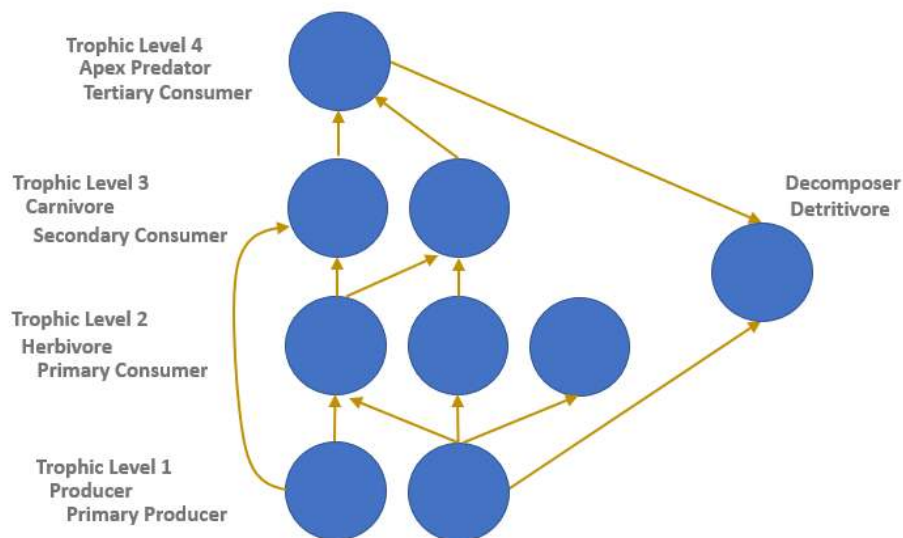 Trophic Level 4
Apex Predator
Tertiary Consumer
Trophic Level 3
Carnivore
Secondary Consumer
Decomposer
Detritivore
Trophic Level 2
Herbivore
Primary Consumer
Trophic Level 1
Producer
Primary Producer